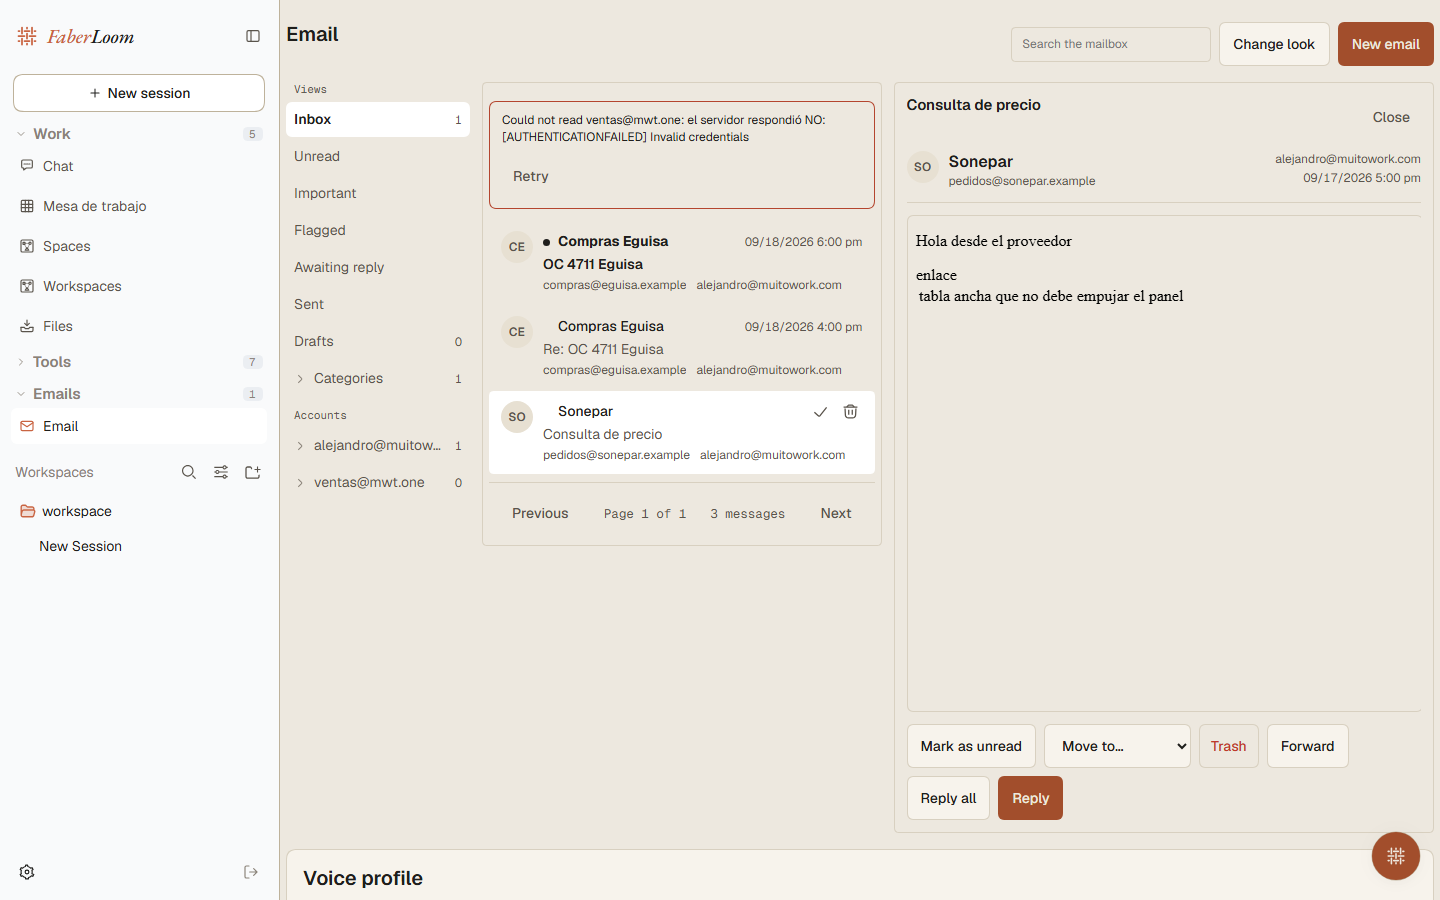 FaberLoom
New session
Work 5
Chat
Mesa de trabajo
Spaces
Workspaces
Files
Tools 7
Emails 1
Email
Workspaces
workspace
New Session
Email
Search the mailbox
Change look
New email
Views
Inbox 1
Unread
Important
Flagged
Awaiting reply
Sent
Drafts 0
Categories 1
Accounts
alejandro@muitow... 1
ventas@mwt.one 0
Could not read ventas@mwt.one: el servidor respondió NO:
[AUTHENTICATIONFAILED] Invalid credentials
Retry
CE Compras Eguisa 09/18/2026 6:00 pm
OC 4711 Eguisa
compras@eguisa.example alejandro@muitowork.com
CE Compras Eguisa 09/18/2026 4:00 pm
Re: OC 4711 Eguisa
compras@eguisa.example alejandro@muitowork.com
SO Sonepar
Consulta de precio
pedidos@sonepar.example alejandro@muitowork.com
Previous Page 1 of 1 3 messages Next
Consulta de precio
Close
SO Sonepar alejandro@muitowork.com
pedidos@sonepar.example 09/17/2026 5:00 pm
Hola desde el proveedor
enlace
tabla ancha que no debe empujar el panel
Mark as unread Move to... Trash Forward
Reply all Reply
Voice profile